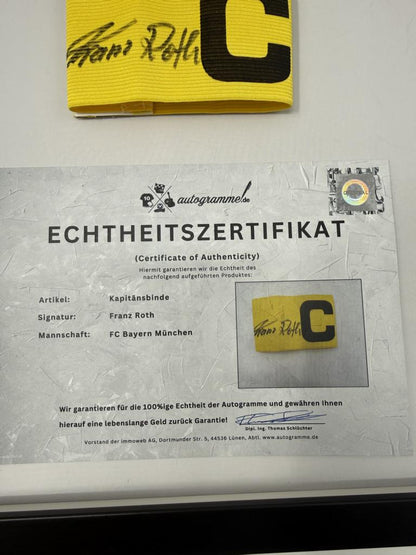 Franz Roth C
10 autogramme.de
ECHTHEITSZERTIFIKAT
(Certificate of Authenticity)
Hiermit garantieren wir die Echtheit des
nachfolgend aufgeführten Produktes:
Artikel: Kapitänsbinde
Signatur: Franz Roth
Mannschaft: FC Bayern München
Franz Roth C
Wir garantieren für die 100%ige Echtheit der Autogramme und gewähren Ihnen
hierauf eine lebenslange Geld zurück Garantie!
Dipl. Ing. Thomas Schlüchter
Vorstand der immoweb AG, Dortmunder Str. 5, 44536 Lünen, Abtl. www.autogramme.de